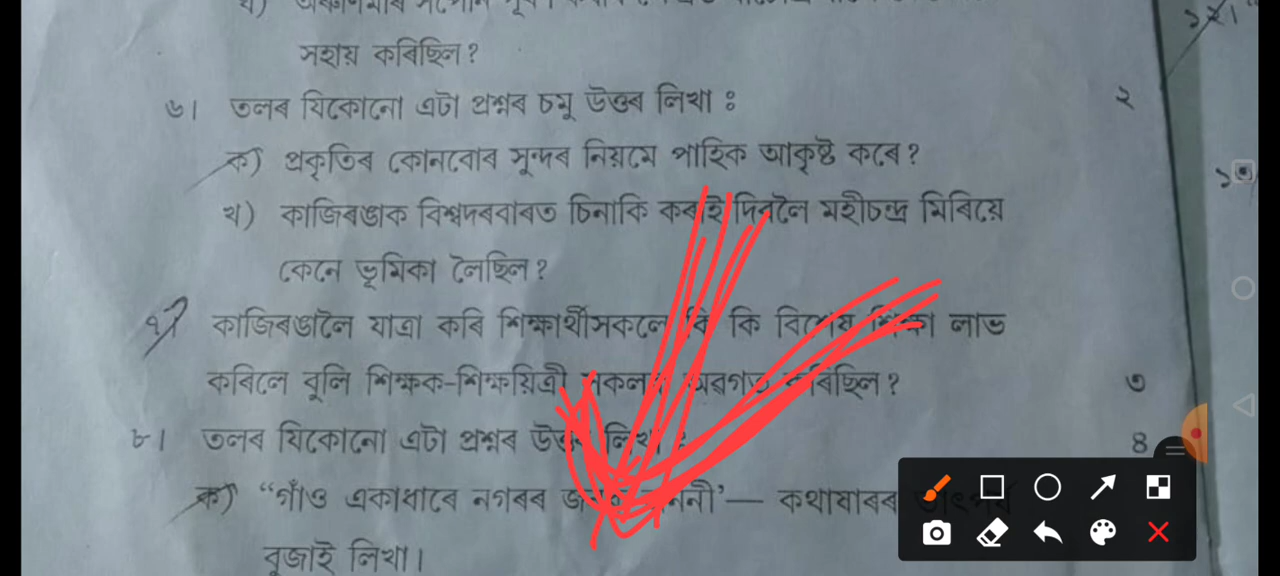 সহায় কৰিছিল?
৬। তলৰ যিকোনো এটা প্ৰশ্নৰ চমু উত্তৰ লিখা : ২
ক) প্ৰকৃতিৰ কোনবোৰ সুন্দৰ নিয়মে পাহিক আকৃষ্ট কৰে?
খ) কাজিৰঙাক বিশ্বদৰবাৰত চিনাকি কৰাই দিবলৈ মহীচন্দ্ৰ মিৰিয়ে
কেনে ভূমিকা লৈছিল?
৭। কাজিৰঙালৈ যাত্ৰা কৰি শিক্ষাৰ্থীসকলে কি কি বিশেষ শিক্ষা লাভ
কৰিলে বুলি শিক্ষক-শিক্ষয়িত্ৰী অৱগত কৰিছিল? ৩
৮। তলৰ যিকোনো এটা প্ৰশ্নৰ উত্তৰ লিখা : ৪
ক) “গাঁও একাধাৰে নগৰৰ — কথাষাৰৰ
বুজাই লিখা।